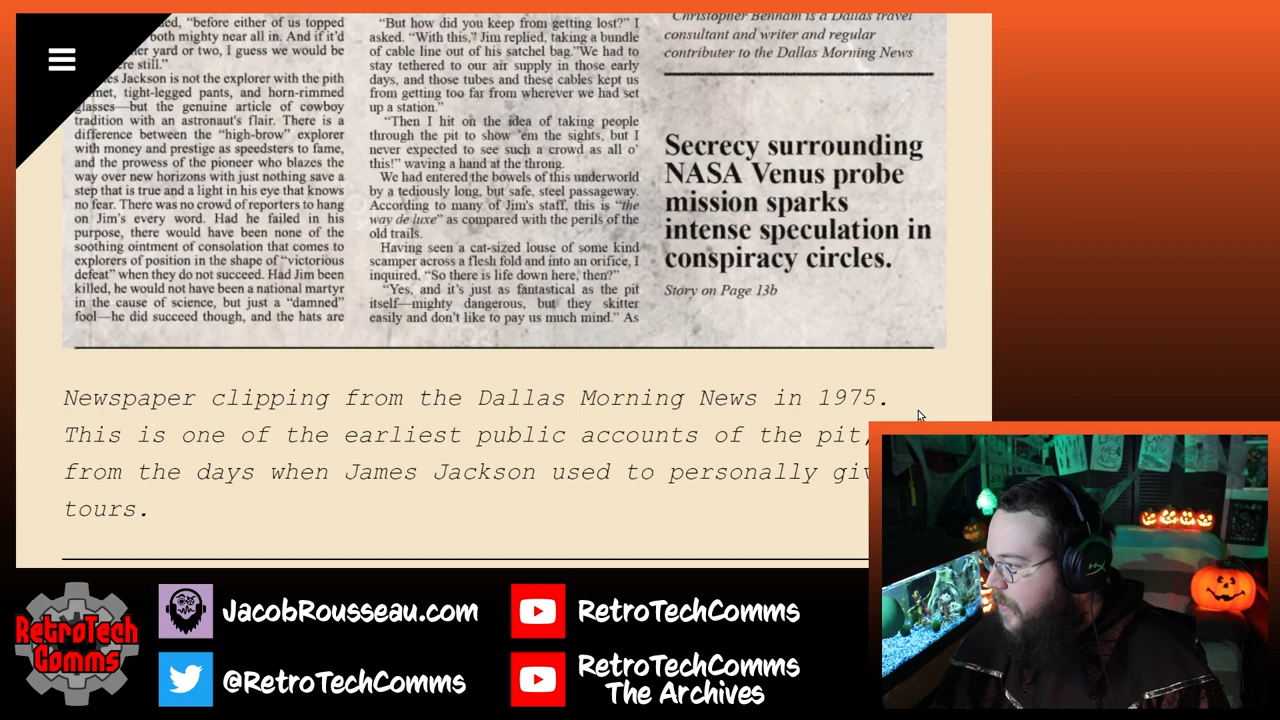 ed, “before either of us topped
both mighty near all in. And if it’d
er yard or two, I guess we would be
re still.”
es Jackson is not the explorer with the pith
met, tight-legged pants, and horn-rimmed
glasses—but the genuine article of cowboy
tradition with an astronaut's flair. There is a
difference between the “high-brow” explorer
with money and prestige as speedsters to fame,
and the prowess of the pioneer who blazes the
way over new horizons with just nothing save a
step that is true and a light in his eye that knows
no fear. There was no crowd of reporters to hang
on Jim’s every word. Had he failed in his
purpose, there would have been none of the
soothing ointment of consolation that comes to
explorers of position in the shape of “victorious
defeat” when they do not succeed. Had Jim been
killed, he would not have been a national martyr
in the cause of science, but just a “damned”
fool—he did succeed though, and the hats are
“But how did you keep from getting lost?” I
asked. “With this,” Jim replied, taking a bundle
of cable line out of his satchel bag.”We had to
stay tethered to our air supply in those early
days, and those tubes and these cables kept us
from getting too far from wherever we had set
up a station.”
“Then I hit on the idea of taking people
through the pit to show ’em the sights, but I
never expected to see such a crowd as all o’
this!” waving a hand at the throng.
We had entered the bowels of this underworld
by a tediously long, but safe, steel passageway.
According to many of Jim's staff, this is “the
way de luxe” as compared with the perils of the
old trails.
Having seen a cat-sized louse of some kind
scamper across a flesh fold and into an orifice, I
inquired, “So there is life down here, then?”
“Yes, and it’s just as fantastical as the pit
itself—mighty dangerous, but they skitter
easily and don’t like to pay us much mind.” As
Christopher Benham is a Dallas travel
consultant and writer and regular
contributor to the Dallas Morning News
Secrecy surrounding
NASA Venus probe
mission sparks
intense speculation in
conspiracy circles.
Story on Page 13b
Newspaper clipping from the Dallas Morning News in 1975.
This is one of the earliest public accounts of the pit,
from the days when James Jackson used to personally giv
tours.
RetroTech
Comms
JacobRousseau.com
@RetroTechComms
RetroTechComms
RetroTechComms
The Archives